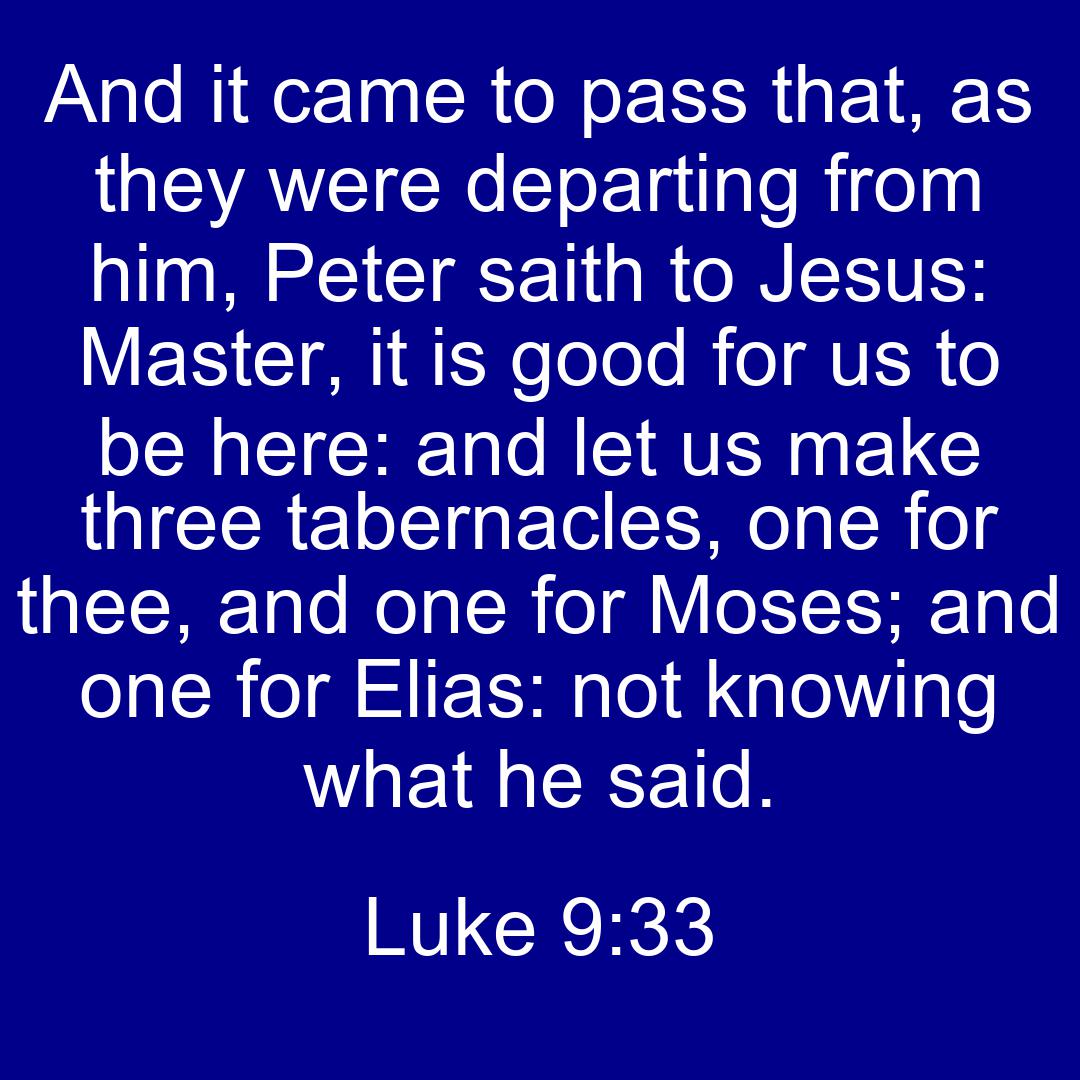 And it came to pass that, as
they were departing from
him, Peter saith to Jesus:
Master, it is good for us to
be here: and let us make
three tabernacles, one for
thee, and one for Moses; and
one for Elias: not knowing
what he said.
Luke 9:33